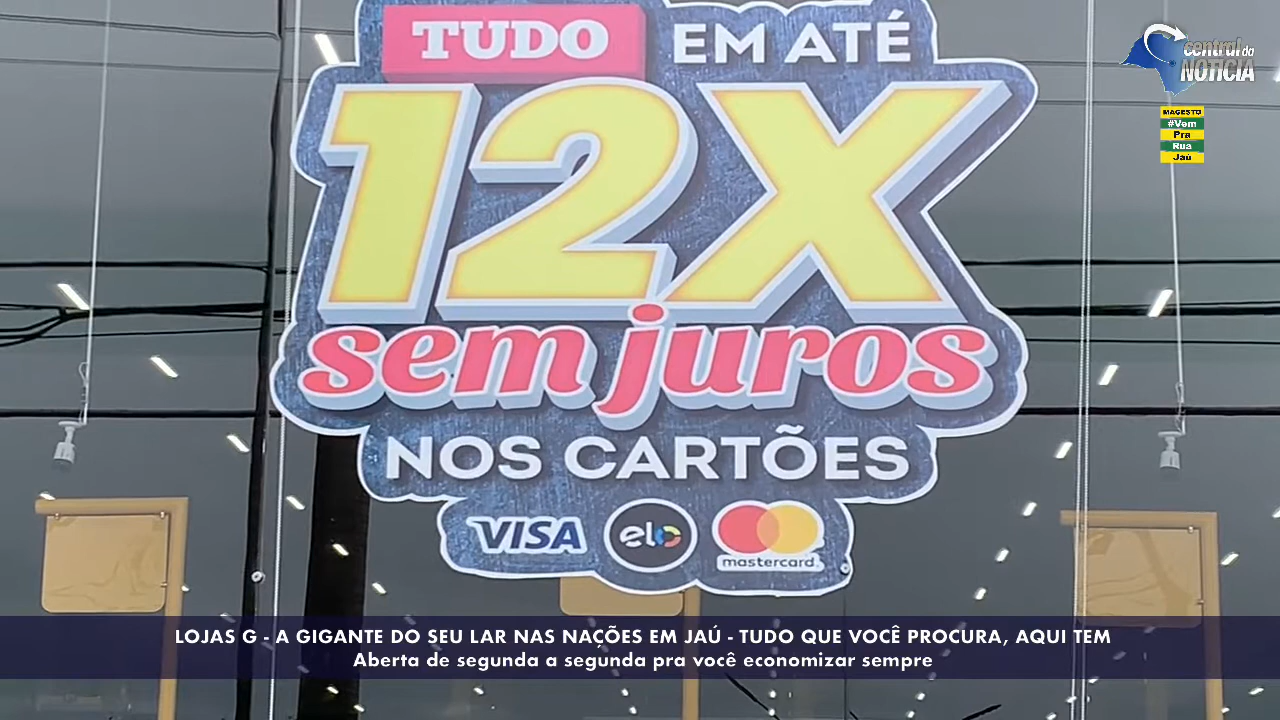 TUDO EM ATÉ
12X
sem juros
NOS CARTÕES
VISA elo mastercard
central da
NOTICIA
MAGESTO
#Vem
Pra
Rua
Jaú
LOJAS G - A GIGANTE DO SEU LAR NAS NAÇÕES EM JAÚ - TUDO QUE VOCÊ PROCURA, AQUI TEM
Aberta de segunda a segunda pra você economizar sempre